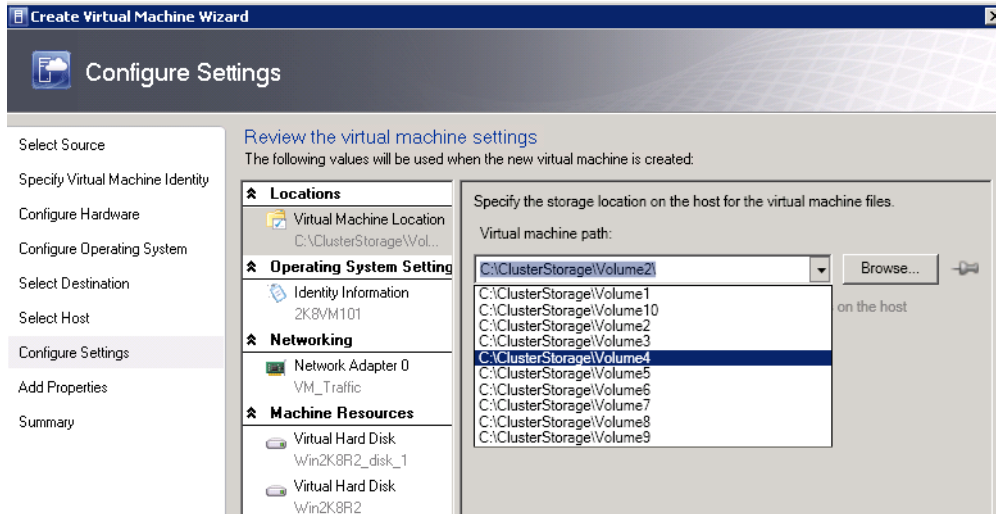 Create Virtual Machine Wizard
Configure Settings
Select Source
Specify Virtual Machine Identity
Configure Hardware
Configure Operating System
Select Destination
Select Host
Configure Settings
Add Properties
Summary
Review the virtual machine settings
The following values will be used when the new virtual machine is created:
Locations
Virtual Machine Location
C:\ClusterStorage\Vol...
Operating System Setting
Identity Information
2K8VM101
Networking
Network Adapter 0
VM_Traffic
Machine Resources
Virtual Hard Disk
Win2K8R2_disk_1
Virtual Hard Disk
Win2K8R2
Specify the storage location on the host for the virtual machine files.
Virtual machine path:
C:\ClusterStorage\Volume2\
Browse...
C:\ClusterStorage\Volume1
C:\ClusterStorage\Volume10
C:\ClusterStorage\Volume2
C:\ClusterStorage\Volume3
C:\ClusterStorage\Volume4
C:\ClusterStorage\Volume5
C:\ClusterStorage\Volume6
C:\ClusterStorage\Volume7
C:\ClusterStorage\Volume8
C:\ClusterStorage\Volume9
on the host